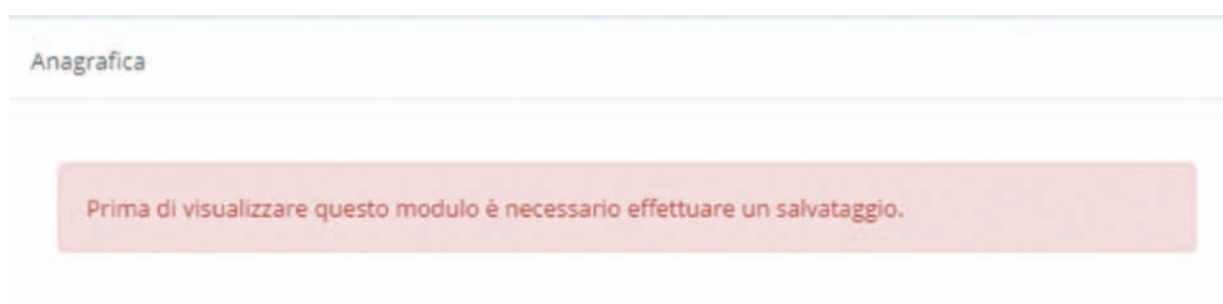 Anagrafica
Prima di visualizzare questo modulo è necessario effettuare un salvataggio.